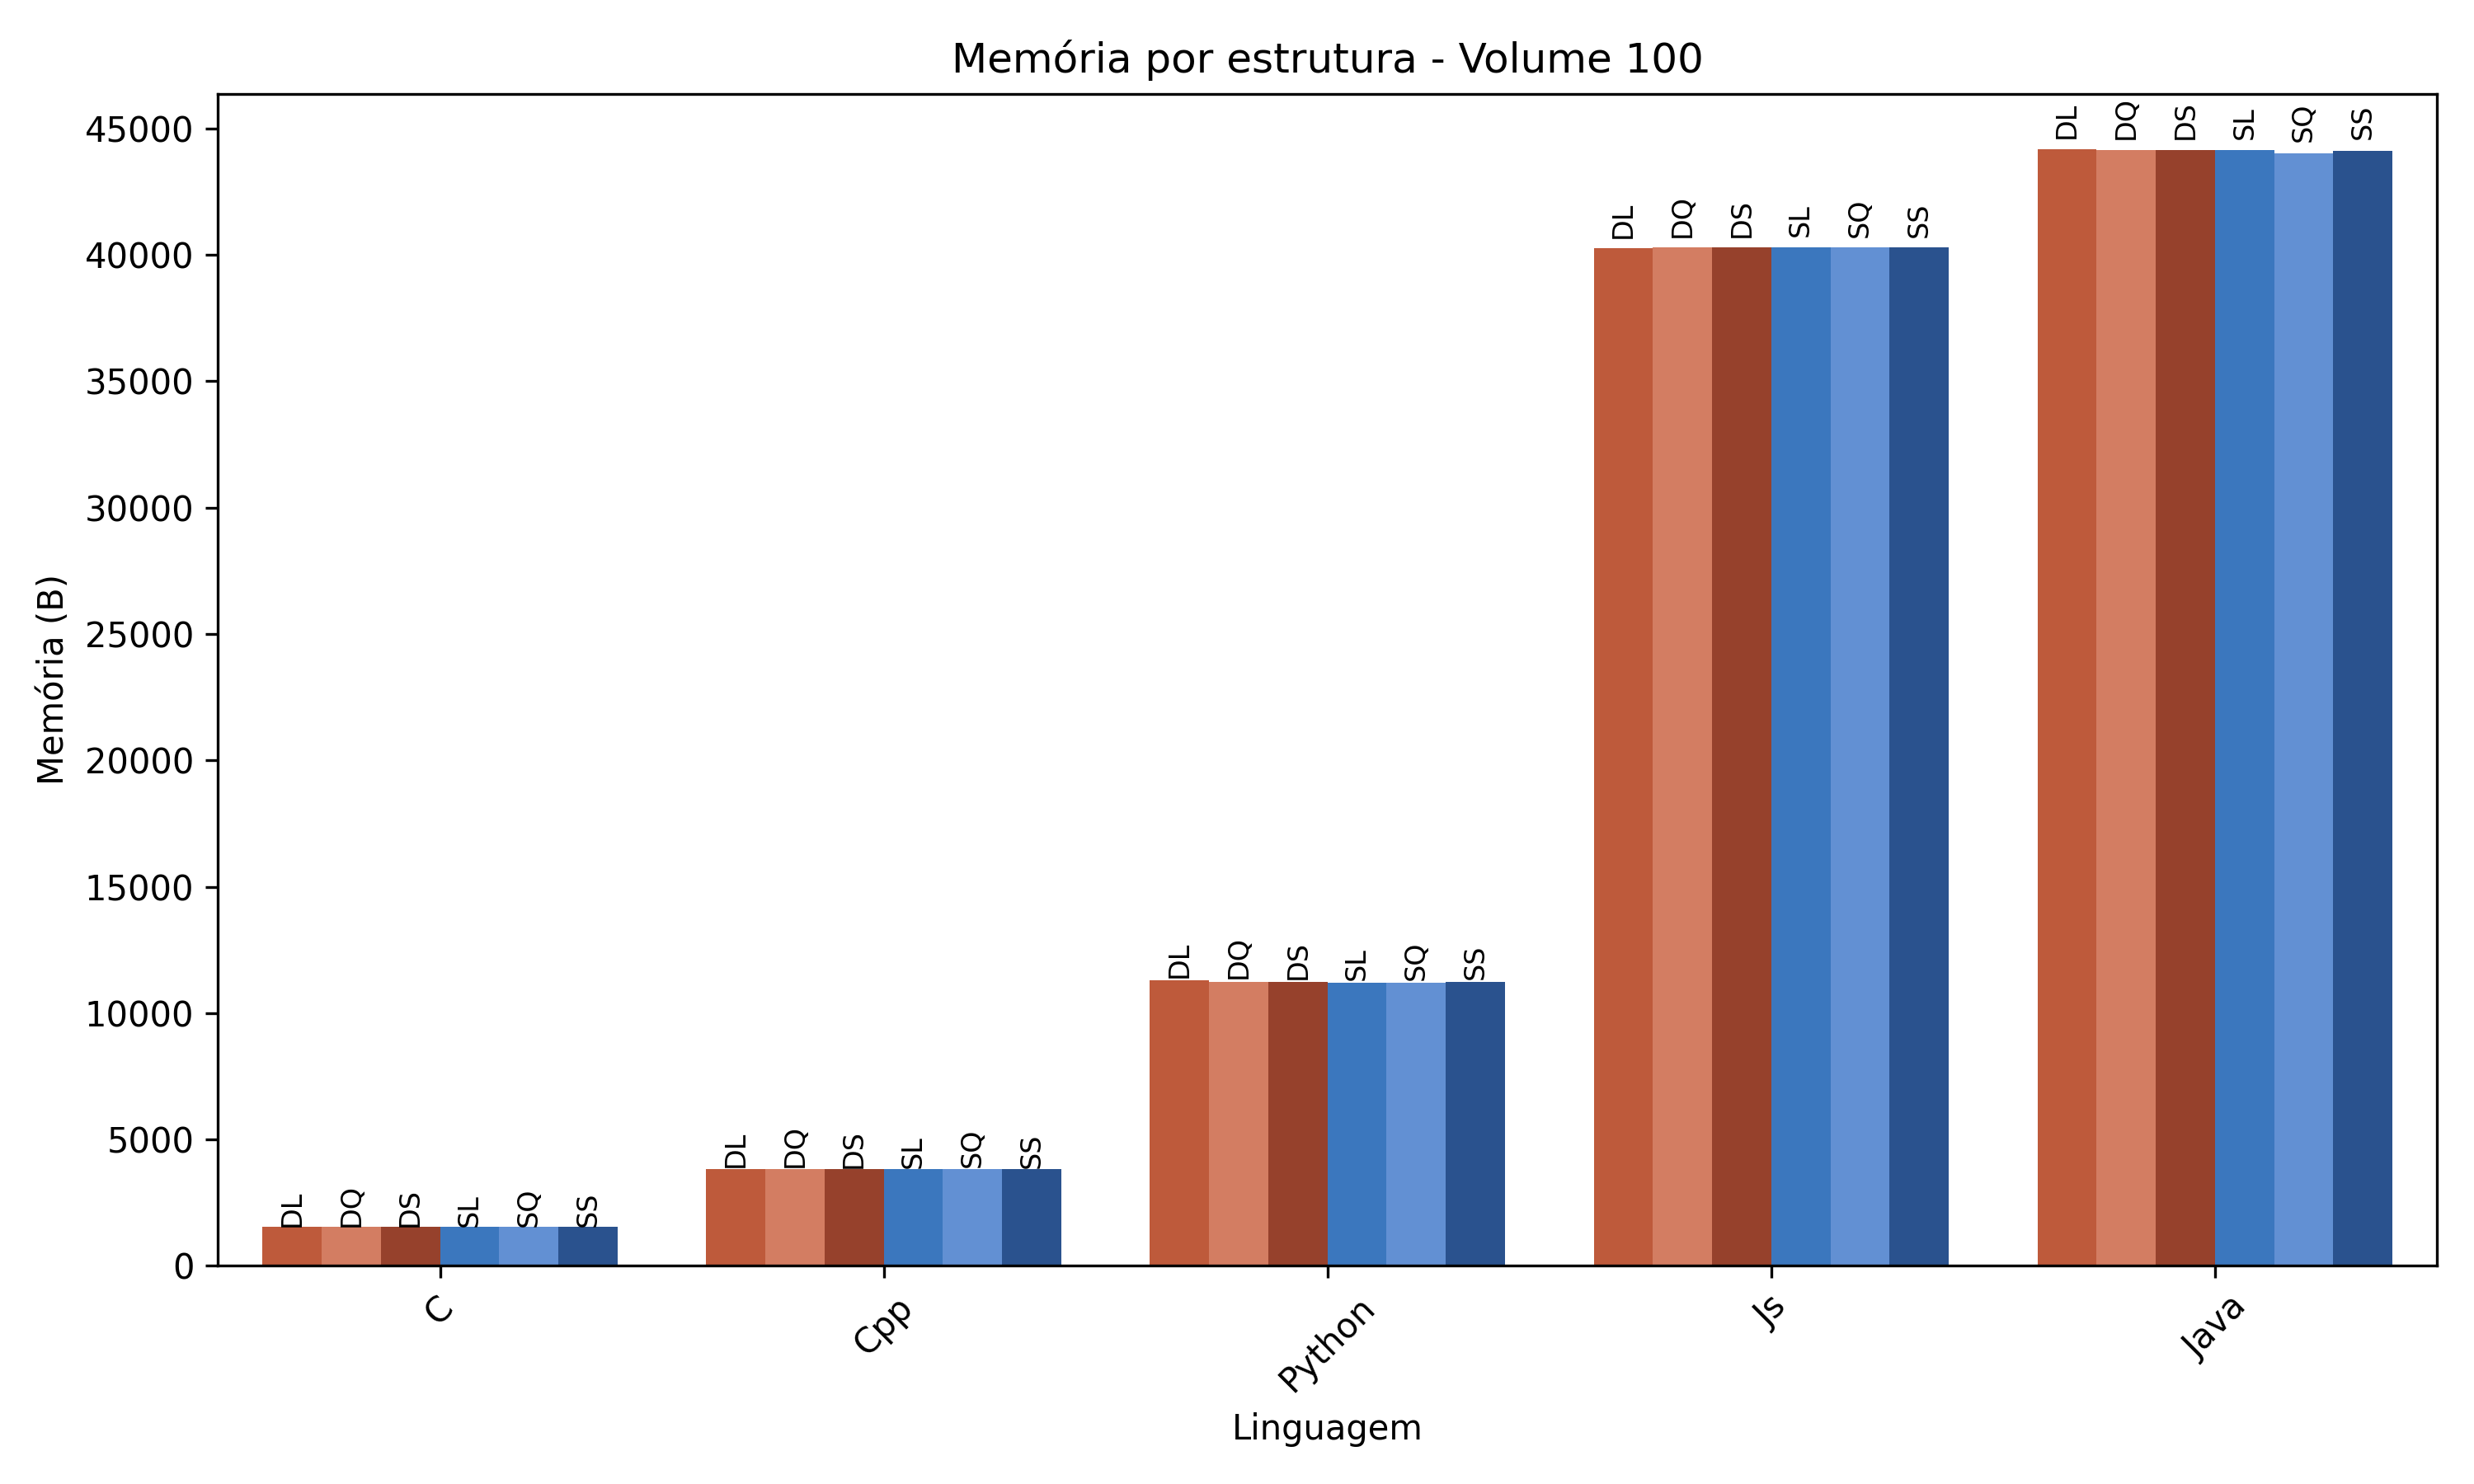 Memória por estrutura - Volume 100
Memória (B)
45000
40000
35000
30000
25000
20000
15000
10000
5000
0
DL DQ DS SL SQ SS
DL DQ DS SL SQ SS
DL DQ DS SL SQ SS
DL DQ DS SL SQ SS
DL DQ DS SL SQ SS
C Cpp Python Js Java
Linguagem